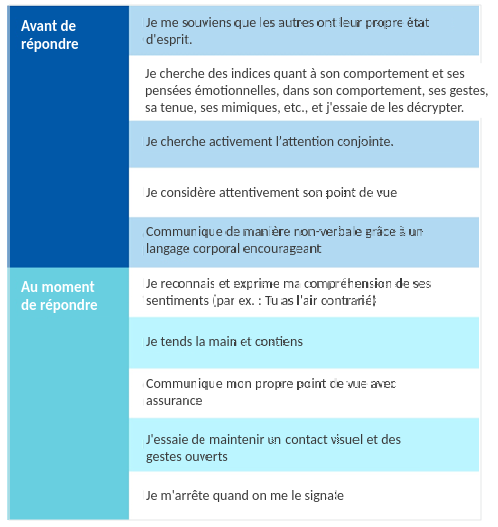 Avant de
répondre
Je me souviens que les autres ont leur propre état
d'esprit.
Je cherche des indices quant à son comportement et ses
pensées émotionnelles, dans son comportement, ses gestes,
sa tenue, ses mimiques, etc., et j'essaie de les décrypter.
Je cherche activement l'attention conjointe.
Je considère attentivement son point de vue
Communique de manière non-verbale grâce à un
langage corporal encourageant
Au moment
de répondre
Je reconnais et exprime ma compréhension de ses
sentiments (par ex. : Tu as l'air contrarié)
Je tends la main et contiens
Communique mon propre point de vue avec
assurance
J'essaie de maintenir un contact visuel et des
gestes ouverts
Je m'arrête quand on me le signale